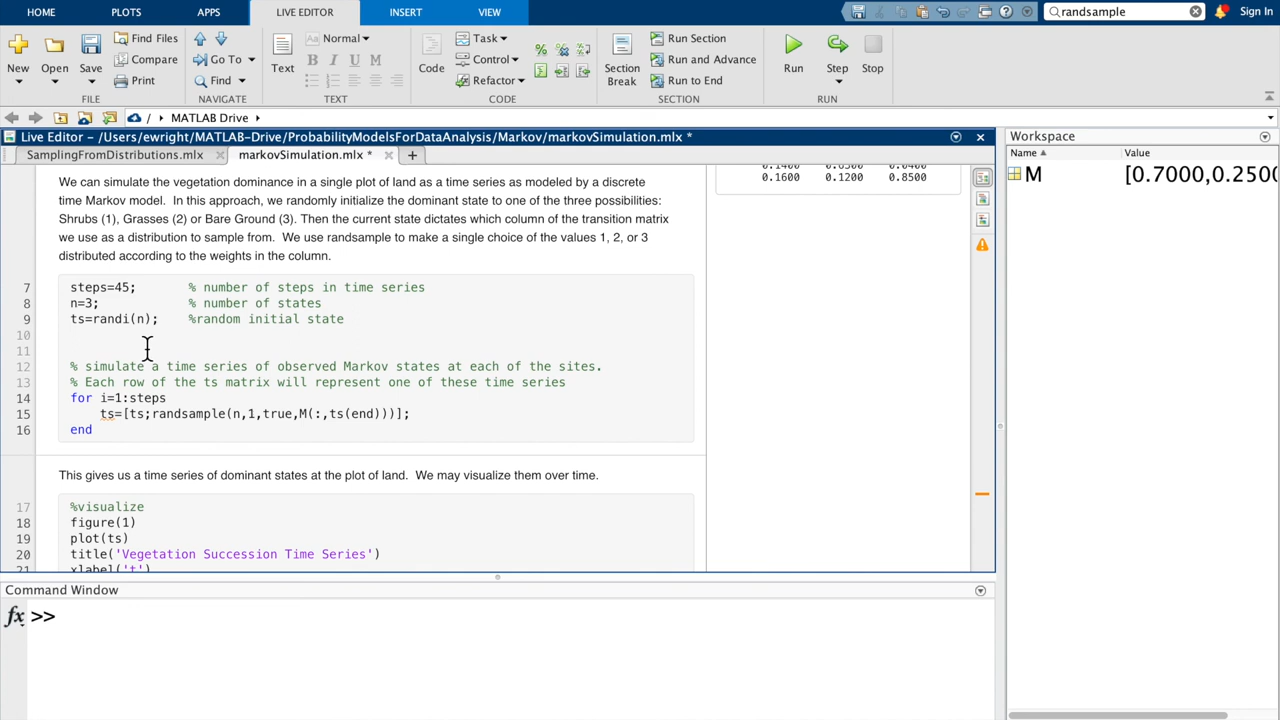 HOME PLOTS APPS LIVE EDITOR INSERT VIEW randsample Sign In
New Open Save Find Files Compare Print
FILE
Go To Find
NAVIGATE
Text Aa Normal B I U M
TEXT
Code Task Control Refactor
CODE
Section Break Run Section Run and Advance Run to End
SECTION
Run Step Stop
RUN
/ MATLAB Drive
Live Editor - /Users/ewright/MATLAB-Drive/ProbabilityModelsForDataAnalysis/Markov/markovSimulation.mlx *
SamplingFromDistributions.mlx markovSimulation.mlx * +
0.1400 0.6300 0.0400
0.1600 0.1200 0.8500
We can simulate the vegetation dominance in a single plot of land as a time series as modeled by a discrete
time Markov model. In this approach, we randomly initialize the dominant state to one of the three possibilities:
Shrubs (1), Grasses (2) or Bare Ground (3). Then the current state dictates which column of the transition matrix
we use as a distribution to sample from. We use randsample to make a single choice of the values 1, 2, or 3
distributed according to the weights in the column.
7 steps=45; % number of steps in time series
8 n=3; % number of states
9 ts=randi(n); %random initial state
10
11
12 % simulate a time series of observed Markov states at each of the sites.
13 % Each row of the ts matrix will represent one of these time series
14 for i=1:steps
15 ts=[ts;randsample(n,1,true,M(:,ts(end)))];
16 end
This gives us a time series of dominant states at the plot of land. We may visualize them over time.
17 %visualize
18 figure(1)
19 plot(ts)
20 title('Vegetation Succession Time Series')
21 xlabel('t')
Command Window
fx >>
Workspace
Name Value
M [0.7000,0.2500